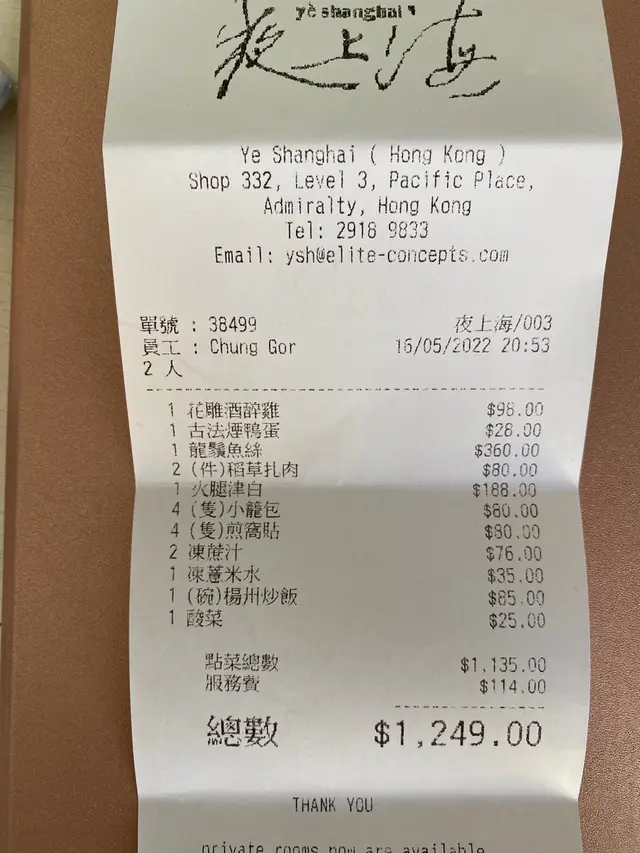 yè shanghai
夜上海
Ye Shanghai ( Hong Kong )
Shop 332, Level 3, Pacific Place,
Admiralty, Hong Kong
Tel: 2918 9833
Email: ysh@elite-concepts.com
單號 : 38499 夜上海/003
員工 : Chung Gor 16/05/2022 20:53
2 人
1 花雕酒醉雞 $98.00
1 古法煙鴨蛋 $28.00
1 龍鬚魚絲 $360.00
2 (件)稻草扎肉 $80.00
1 火腿津白 $188.00
4 (隻)小籠包 $80.00
4 (隻)煎窩貼 $80.00
2 凍蔗汁 $76.00
1 凍薏米水 $35.00
1 (碗)楊州炒飯 $85.00
1 酸菜 $25.00
點菜總數 $1,135.00
服務費 $114.00
總數 $1,249.00
THANK YOU
private rooms now are available